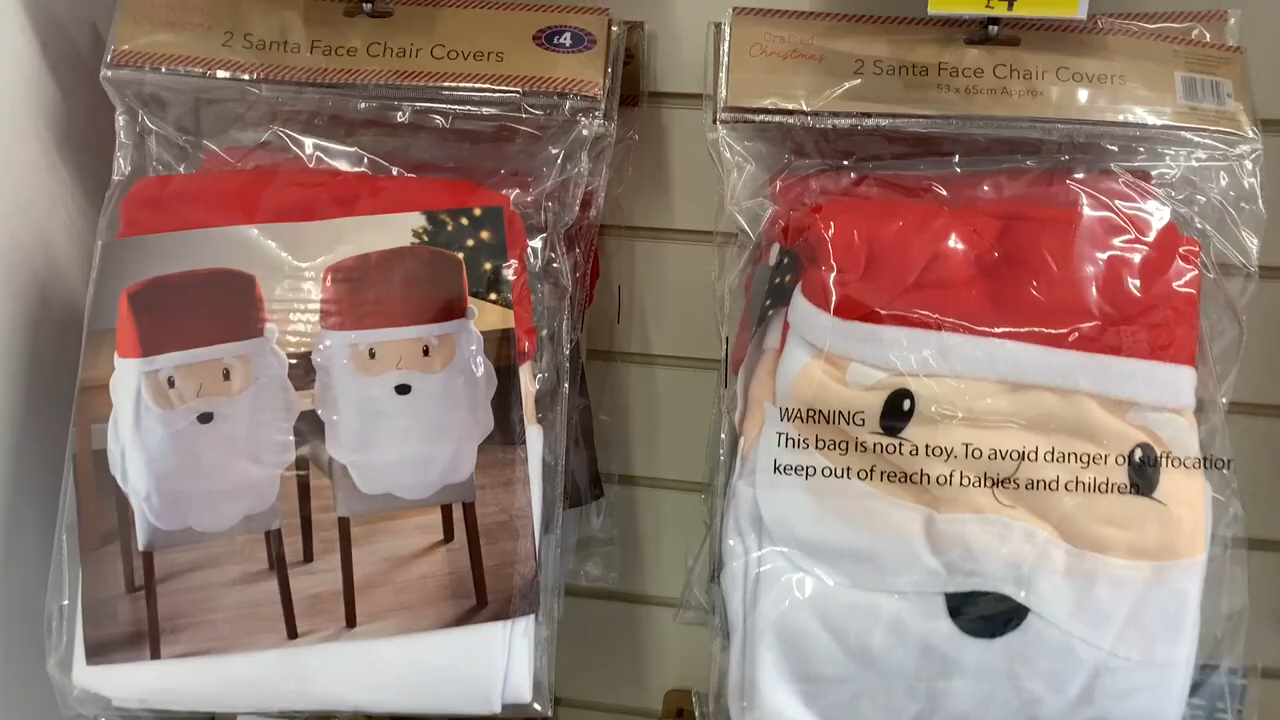 2 Santa Face Chair Covers
£4
£4
Crafted
Christmas
2 Santa Face Chair Covers
53 x 65cm Approx
WARNING
This bag is not a toy. To avoid danger of suffocation
keep out of reach of babies and children.